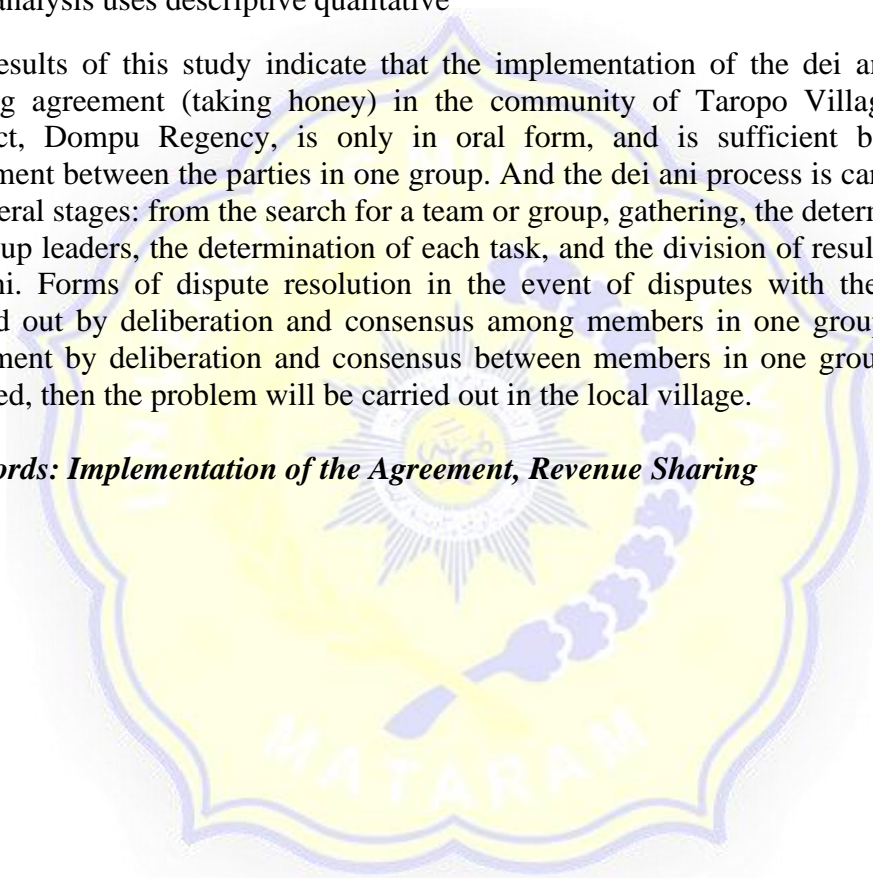 analysis uses descriptive qualitative
esults of this study indicate that the implementation of the dei a
g agreement (taking honey) in the community of Taropo Villag
ct, Dompu Regency, is only in oral form, and is sufficient b
ment between the parties in one group. And the dei ani process is car
eral stages: from the search for a team or group, gathering, the determ
up leaders, the determination of each task, and the division of resul
ni. Forms of dispute resolution in the event of disputes with the
d out by deliberation and consensus among members in one group
ment by deliberation and consensus between members in one grou
ed, then the problem will be carried out in the local village.
ords: Implementation of the Agreement, Revenue Sharing
MATARAM